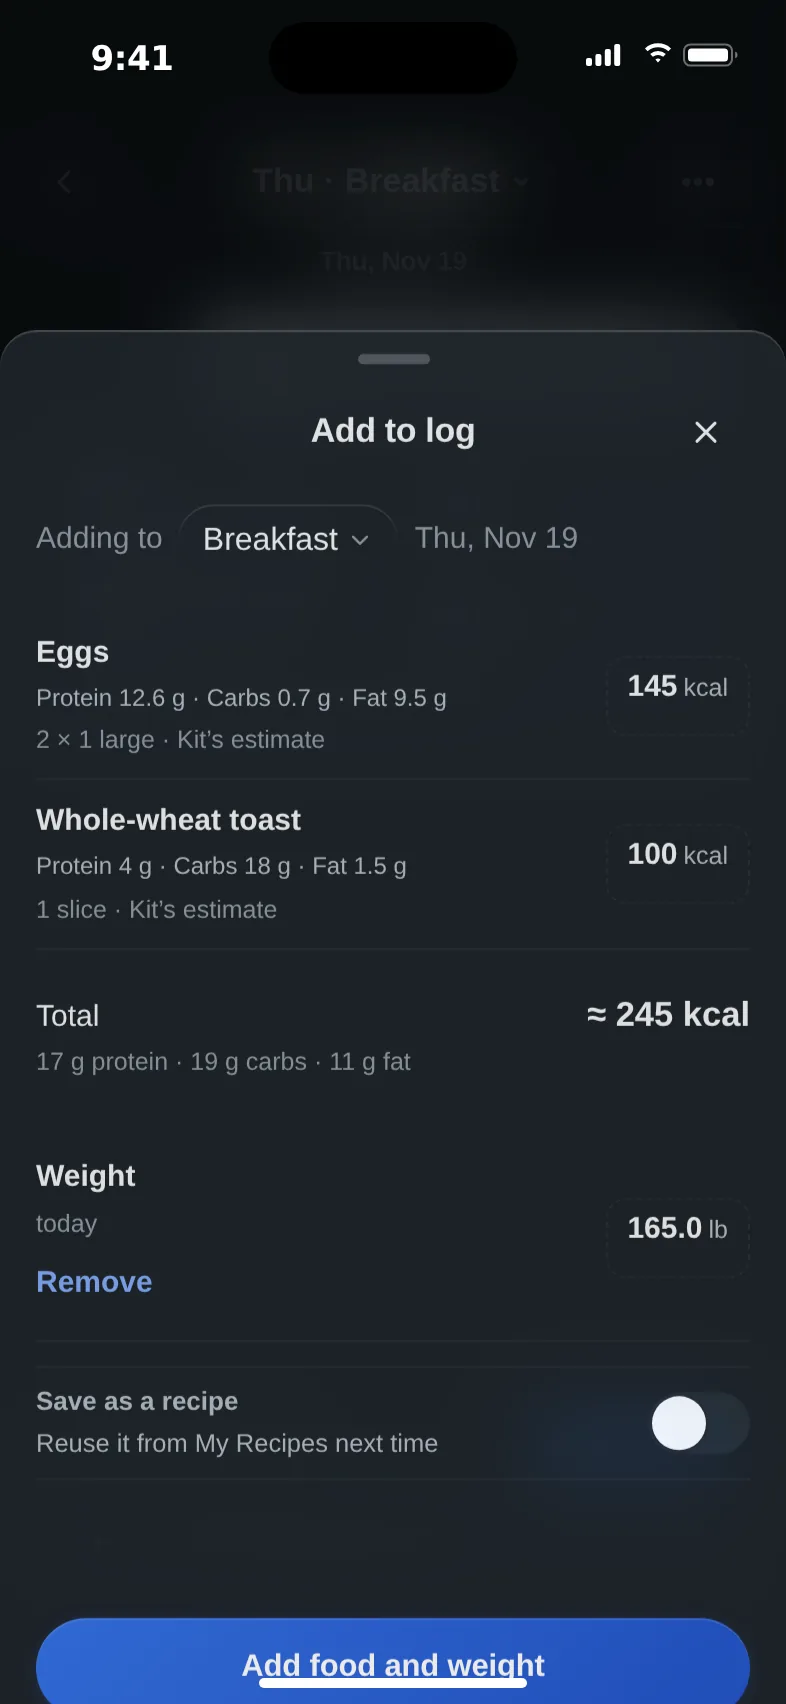 9:41
Thu · Breakfast
Thu, Nov 19
Add to log
Adding to Breakfast Thu, Nov 19
Eggs
Protein 12.6 g · Carbs 0.7 g · Fat 9.5 g
145 kcal
2 × 1 large · Kit’s estimate
Whole-wheat toast
Protein 4 g · Carbs 18 g · Fat 1.5 g
100 kcal
1 slice · Kit’s estimate
Total
≈ 245 kcal
17 g protein · 19 g carbs · 11 g fat
Weight
today
165.0 lb
Remove
Save as a recipe
Reuse it from My Recipes next time
Add food and weight